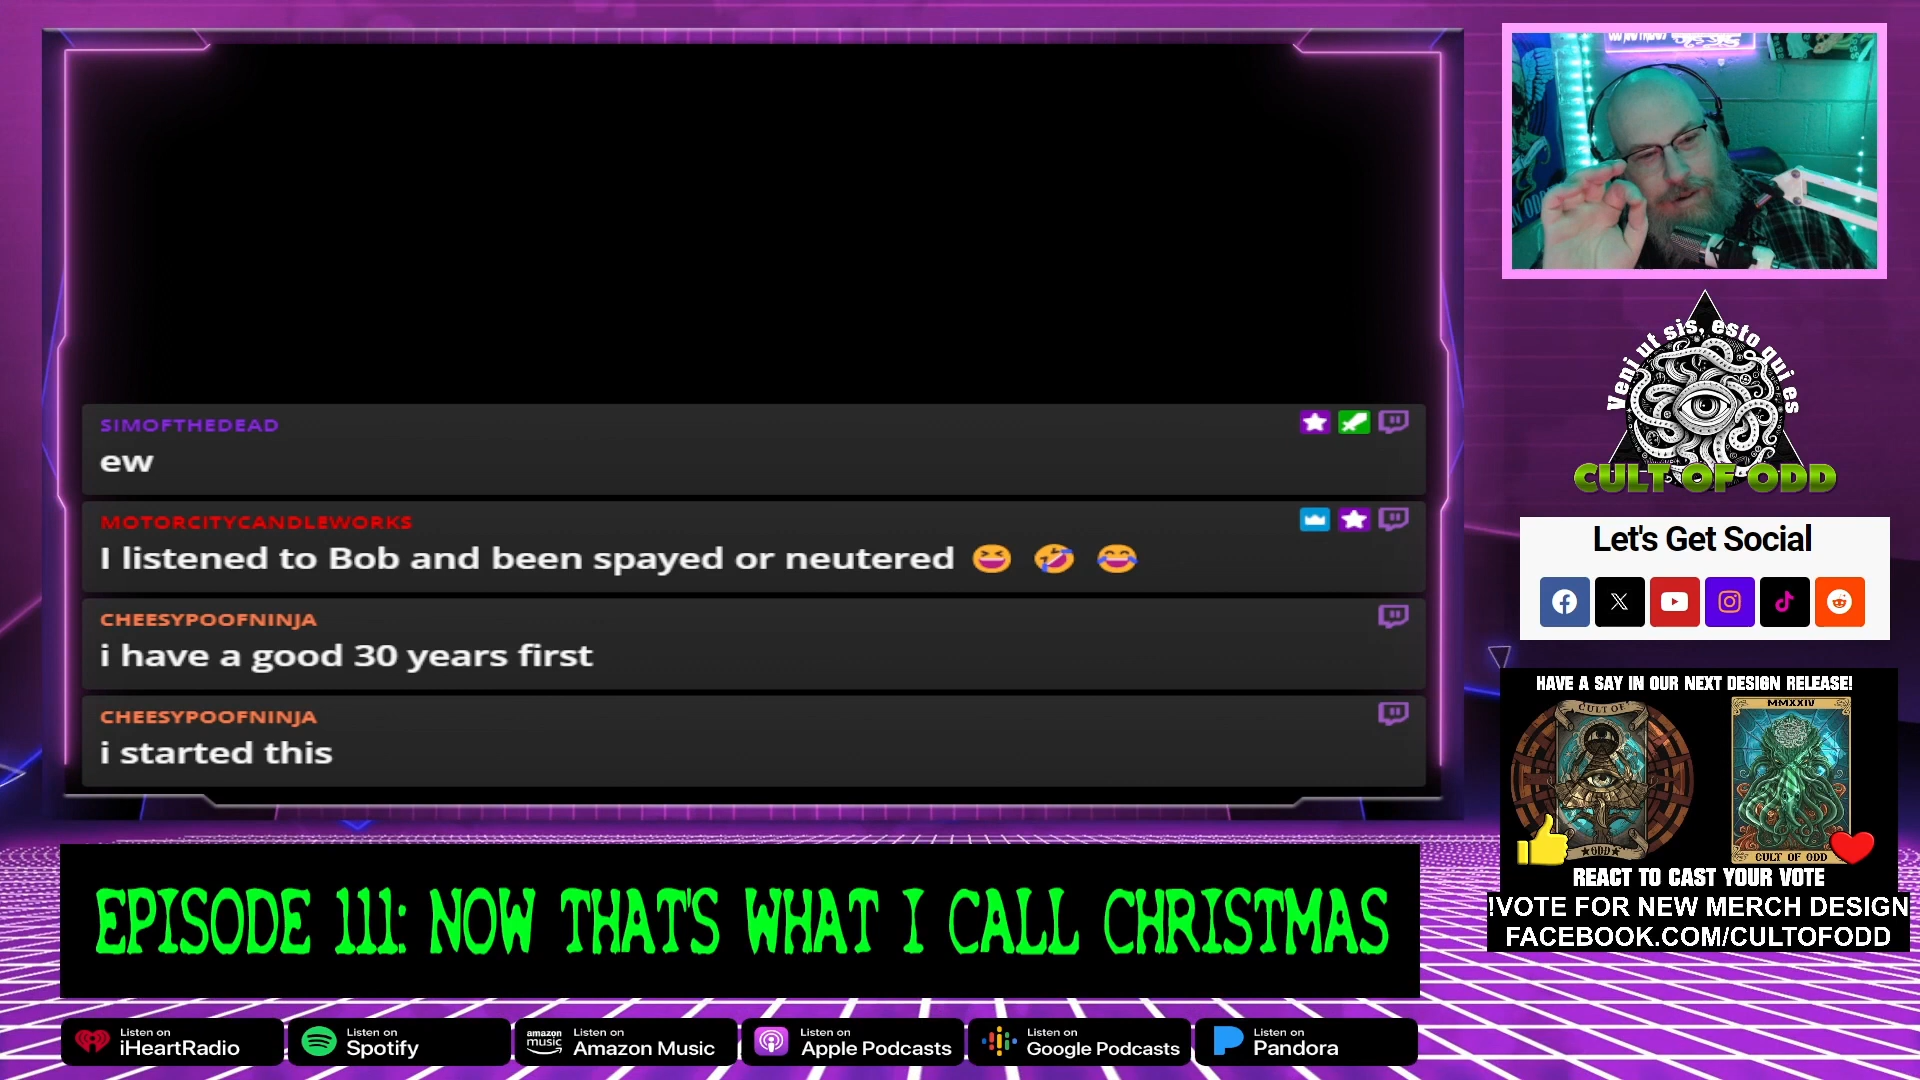 SIMOFTHEDEAD
ew
MOTORCITYCANDLEWORKS
I listened to Bob and been spayed or neutered 😆 🤣 😂
CHEESYPOOFNINJA
i have a good 30 years first
CHEESYPOOFNINJA
i started this
EPISODE 111: NOW THAT'S WHAT I CALL CHRISTMAS
Listen on
iHeartRadio
Listen on
Spotify
amazon music
Listen on
Amazon Music
Listen on
Apple Podcasts
Listen on
Google Podcasts
Listen on
Pandora
Veni ut sis, esto qui es
CULT OF ODD
Let's Get Social
HAVE A SAY IN OUR NEXT DESIGN RELEASE!
CULT OF
ODD
MMXXIV
CULT OF ODD
REACT TO CAST YOUR VOTE
!VOTE FOR NEW MERCH DESIGN
FACEBOOK.COM/CULTOFODD